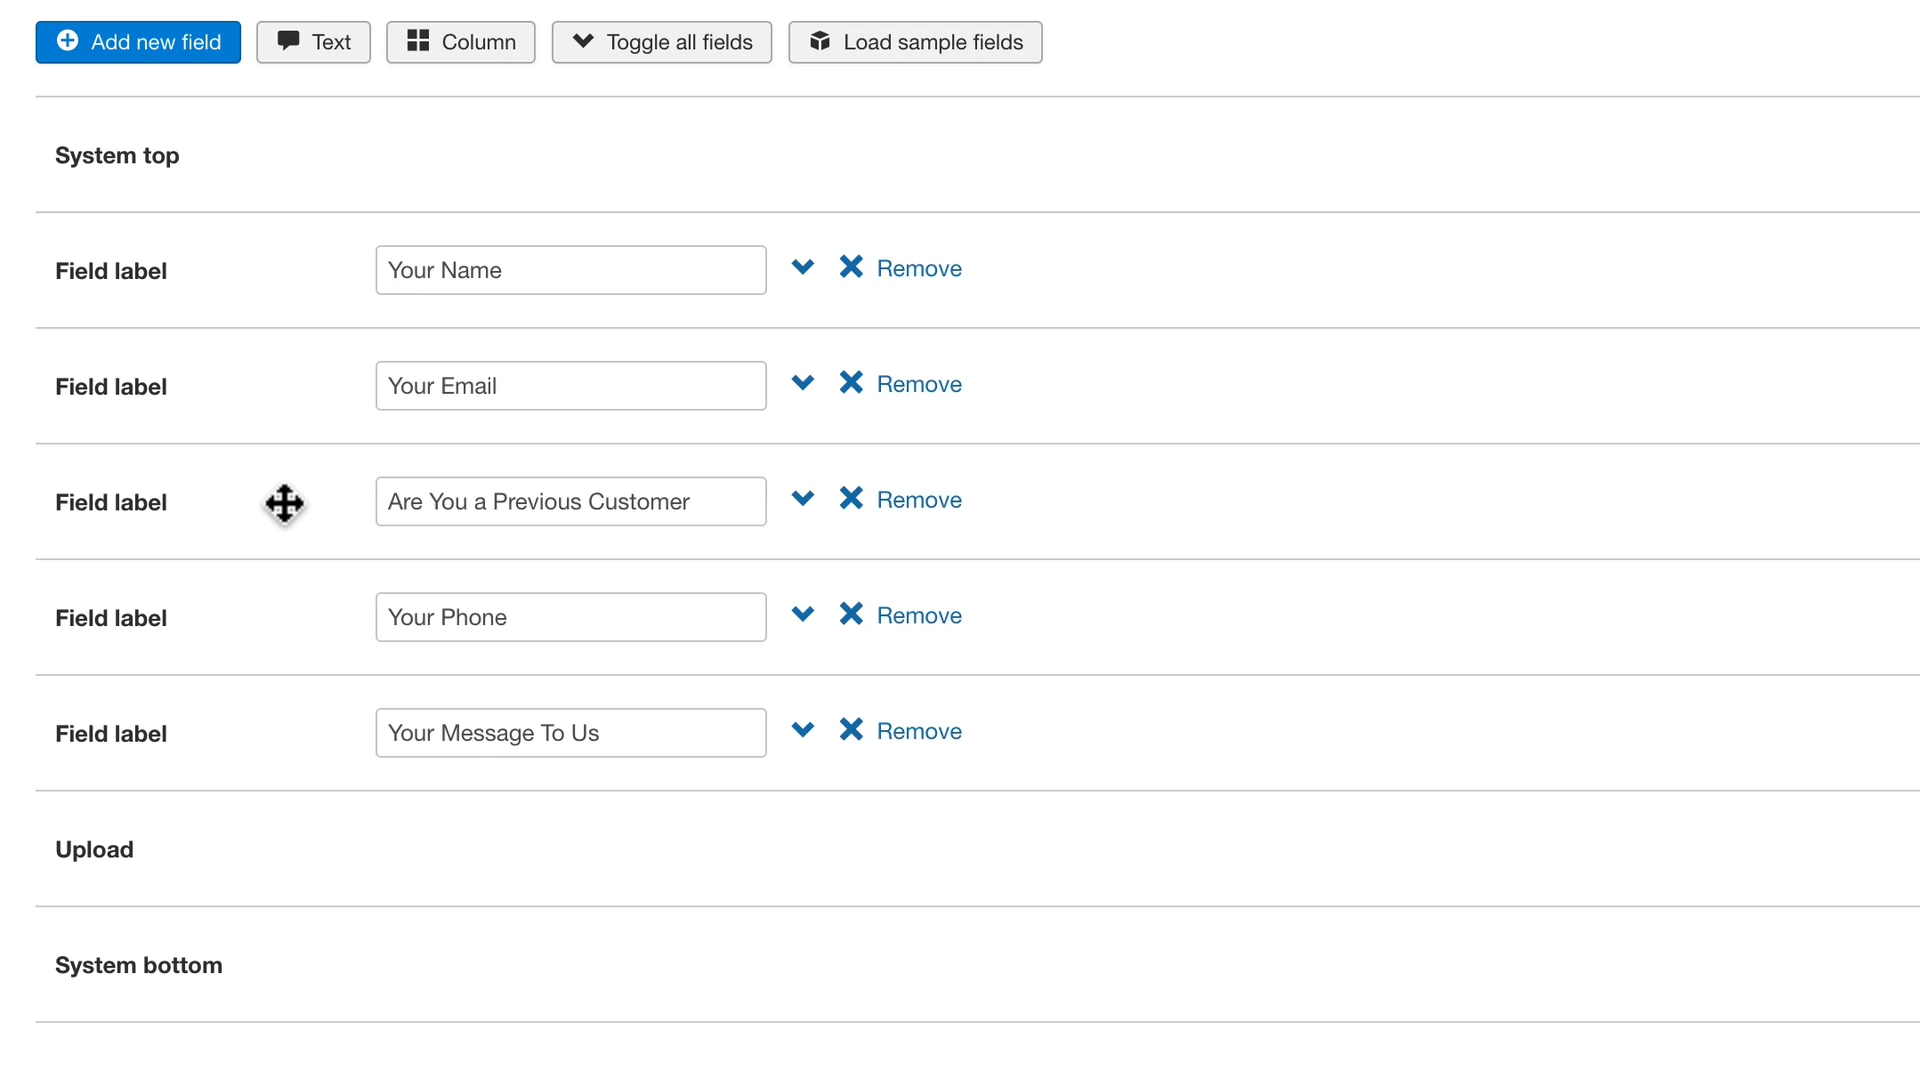 Add new field Text Column Toggle all fields Load sample fields
System top
Field label Your Name Remove
Field label Your Email Remove
Field label Are You a Previous Customer Remove
Field label Your Phone Remove
Field label Your Message To Us Remove
Upload
System bottom